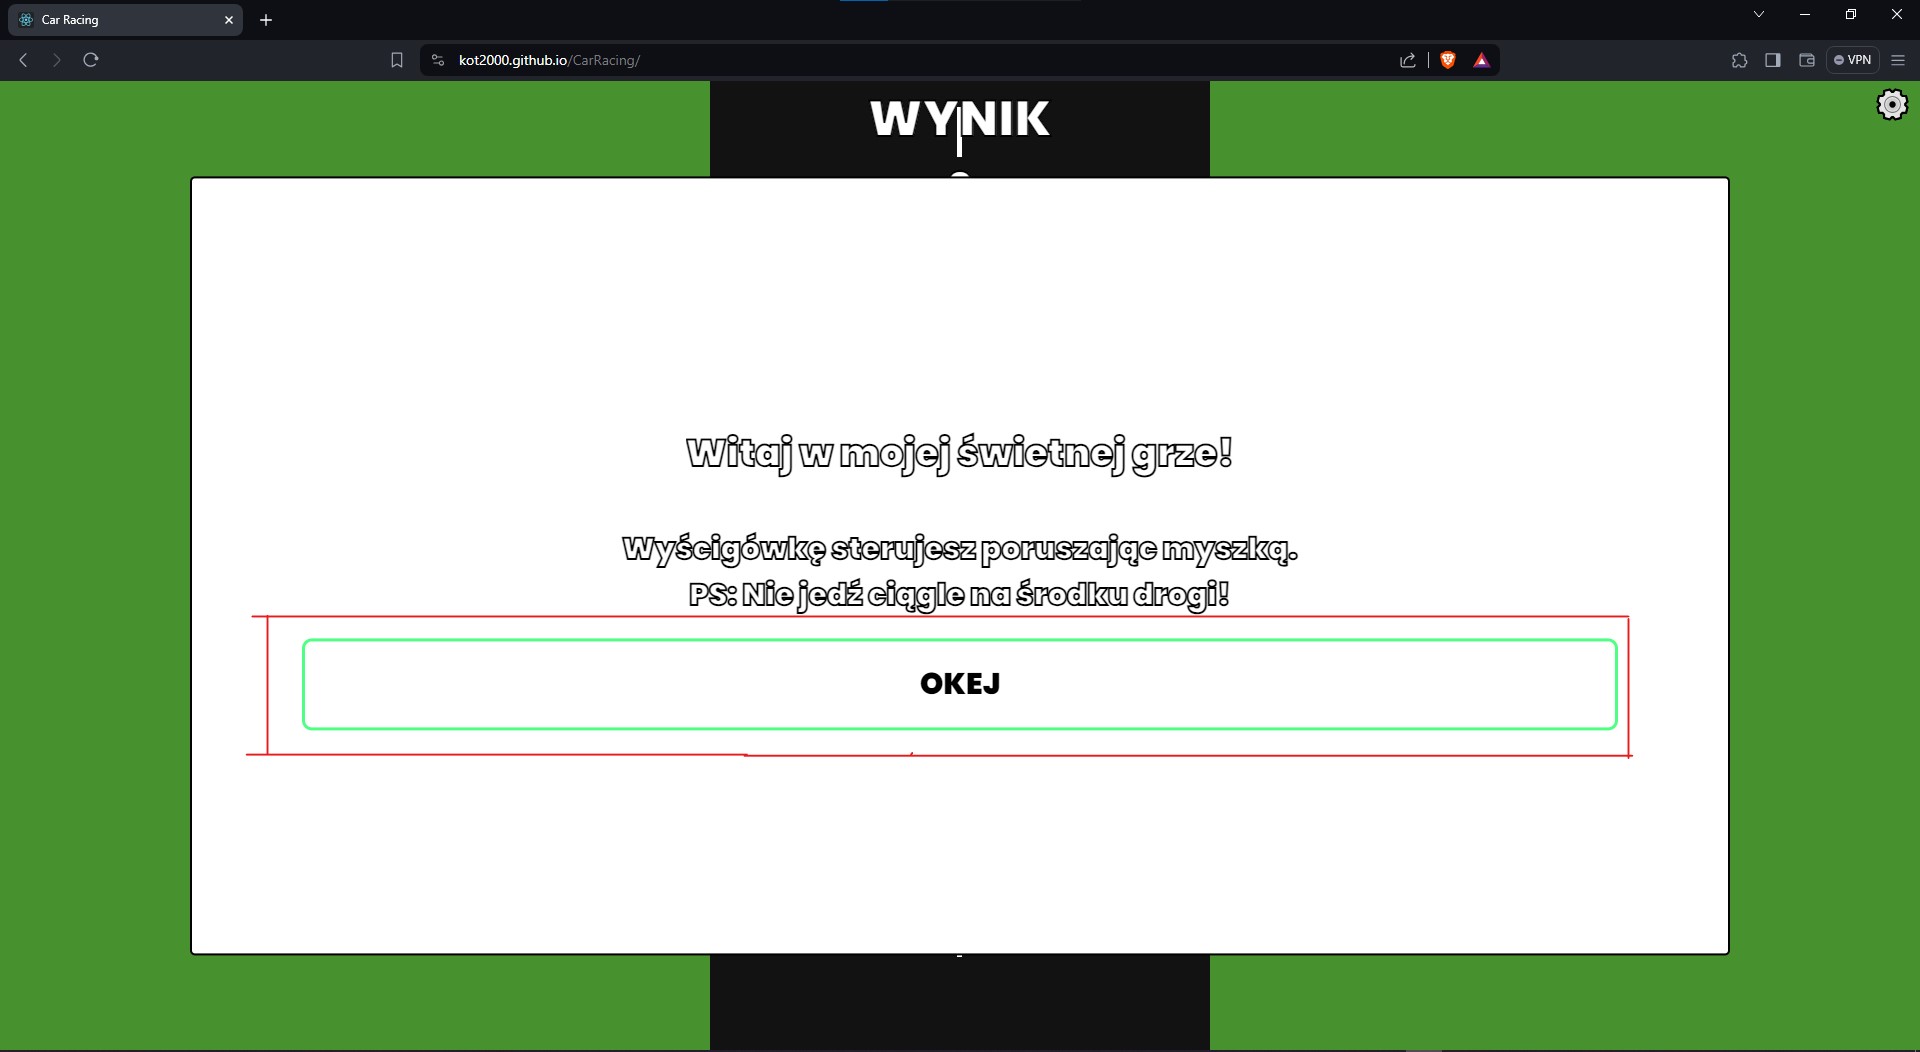 Car Racing
kot2000.github.io/CarRacing/
VPN
WYNIK
Witaj w mojej świetnej grze!
Wyścigówkę sterujesz poruszając myszką.
PS: Nie jedź ciągle na środku drogi!
OKEJ